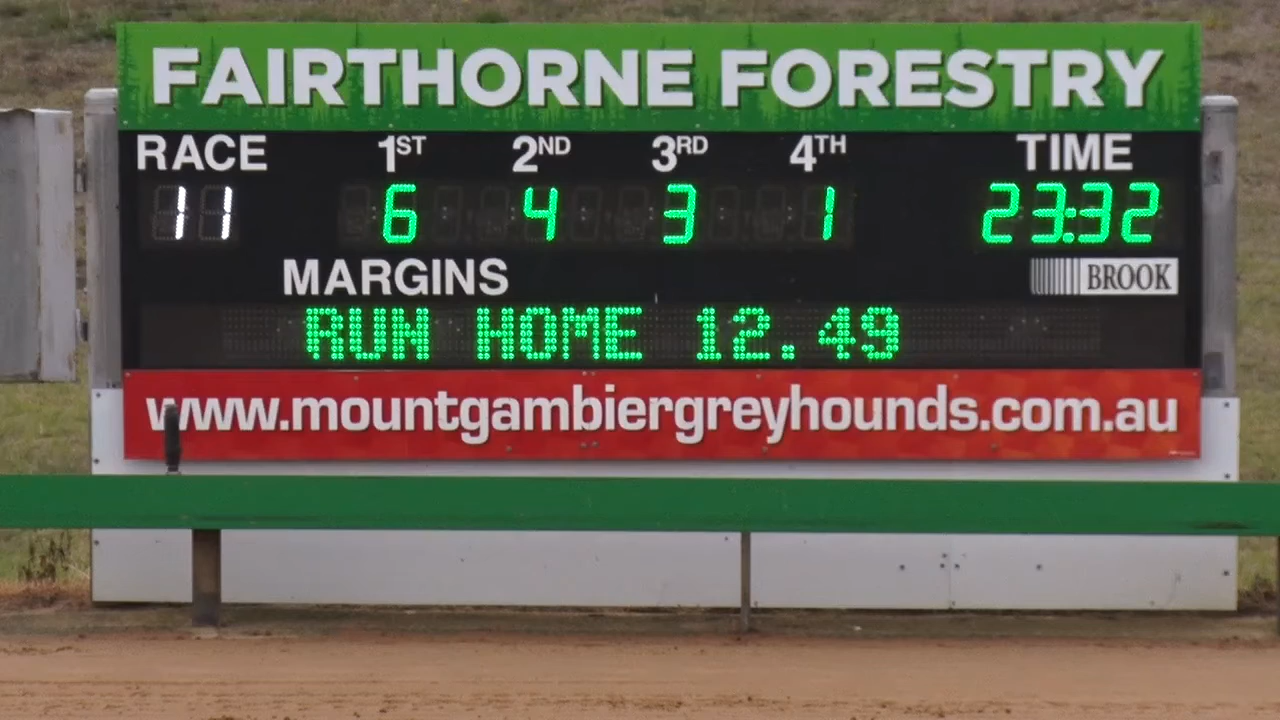 FAIRTHORNE FORESTRY
RACE 1ST 2ND 3RD 4TH TIME
11 6 4 3 1 23:32
MARGINS
BROOK
RUN HOME 12.49
www.mountgambiergreyhounds.com.au